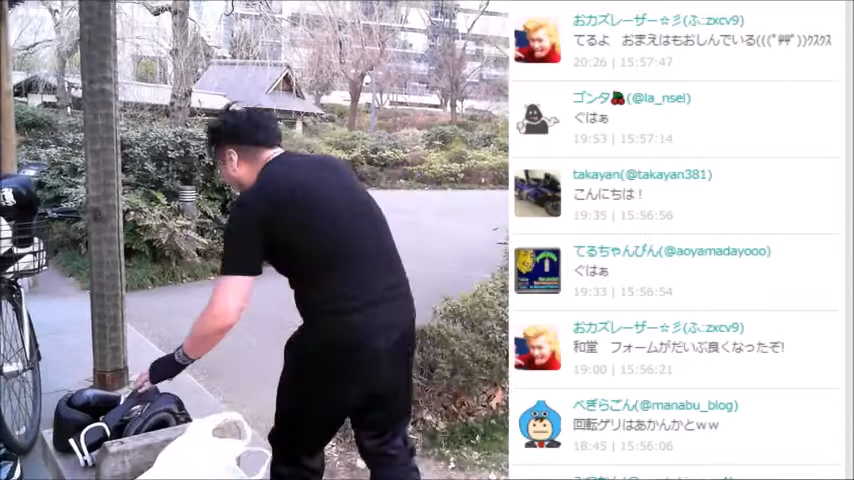 おカズレーザー☆彡(ふ:zxcv9)
てるよ　おまえはもおしんでいる(((*艸*))ｸｽｸｽ
20:26 | 15:57:47
ゴンタ🍒(@la_nsel)
ぐはぁ
19:53 | 15:57:14
takayan(@takayan381)
こんにちは！
19:35 | 15:56:56
てるちゃんぴん(@aoyamadayooo)
ぐはぁ
19:33 | 15:56:54
おカズレーザー☆彡(ふ:zxcv9)
和堂　フォームがだいぶ良くなったぞ!
19:00 | 15:56:21
べぎらごん(@manabu_blog)
回転ゲリはあかんかとww
18:45 | 15:56:06